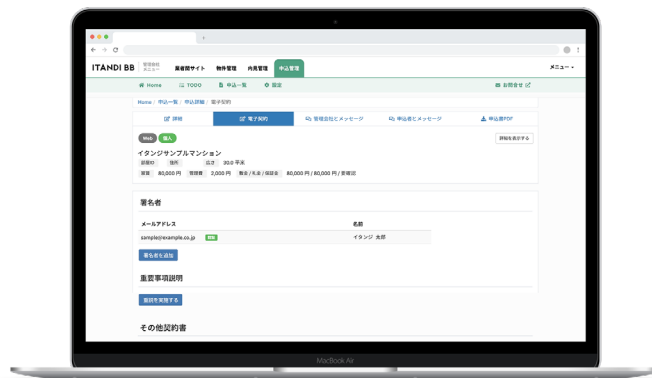 ITANDI BB 管理会社メニュー 業者間サイト 物件管理 内見管理 申込管理 メニュー
Home TODO 申込一覧 設定 お問合せ
Home / 申込一覧 / 申込詳細 / 電子契約
詳細 電子契約 管理会社とメッセージ 申込者とメッセージ 申込書PDF
Web 個人 詳細を表示する
イタンジサンプルマンション
部屋ID 住所 広さ 30.0 平米
賃料 80,000 円 管理費 2,000 円 敷金 / 礼金 / 保証金 80,000 円 / 80,000 円 / 要確認
署名者
メールアドレス 名前
sample@example.co.jp イタンジ 太郎
署名者を追加
重要事項説明
重説を実施する
その他契約書
MacBook Air